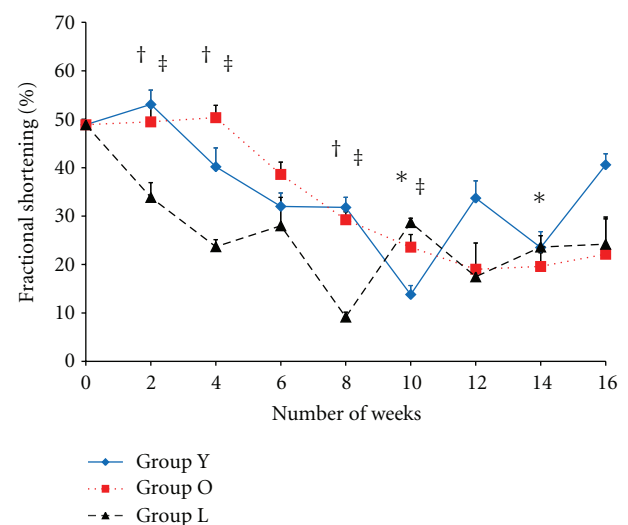 70
60
50
40
30
20
10
0
Fractional shortening (%)
† ‡ † ‡
† ‡
* ‡
*
0 2 4 6 8 10 12 14 16
Number of weeks
Group Y
Group O
Group L